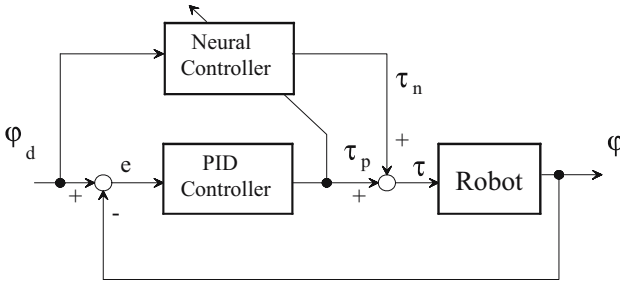 Neural
Controller
τn
+
φd
e
PID
Controller
τp
τ
Robot
φ
+
-
+